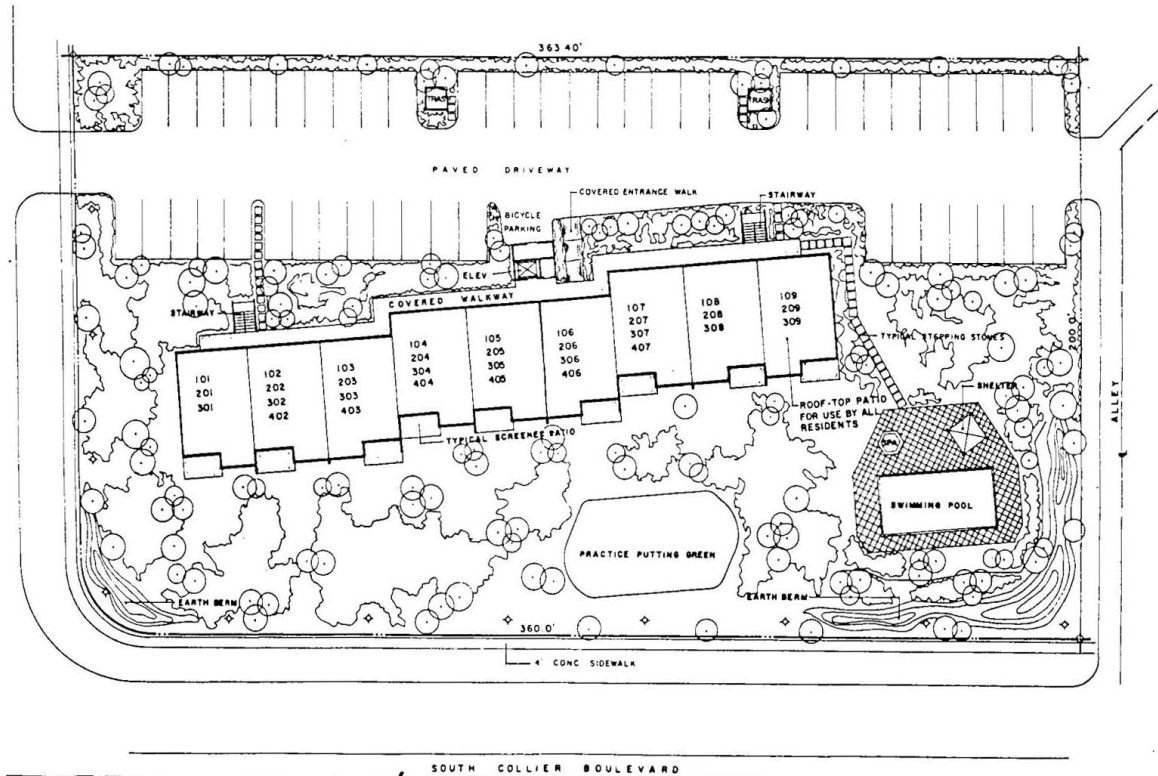 363 40'
TRASH
TRASH
PAVED DRIVEWAY
COVERED ENTRANCE WALK
STAIRWAY
BICYCLE
PARKING
ELEV
COVERED WALKWAY
STAIRWAY
101
201
301
102
202
302
402
103
203
303
403
104
204
304
404
105
205
305
405
106
206
306
406
107
207
307
407
108
208
308
109
209
309
TYPICAL STEPPING STONES
200 0'
SHELTER
ALLEY
ROOF-TOP PATIO
FOR USE BY ALL
RESIDENTS
TYPICAL SCREENED PATIO
SPA
SWIMMING POOL
PRACTICE PUTTING GREEN
EARTH BERM
EARTH BERM
360.0'
4' CONC SIDEWALK
SOUTH COLLIER BOULEVARD